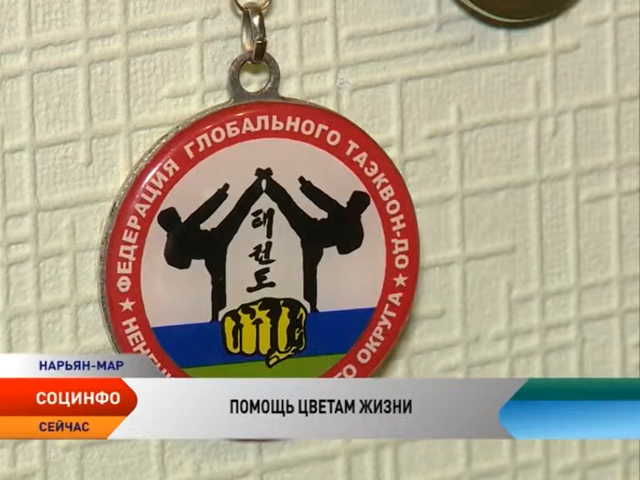 ★ ФЕДЕРАЦИЯ ГЛОБАЛЬНОГО ТАЭКВОН-ДО ★
ОКРУГА
태권도
НАРЬЯН-МАР
СОЦИНФО
СЕЙЧАС
ПОМОЩЬ ЦВЕТАМ ЖИЗНИ